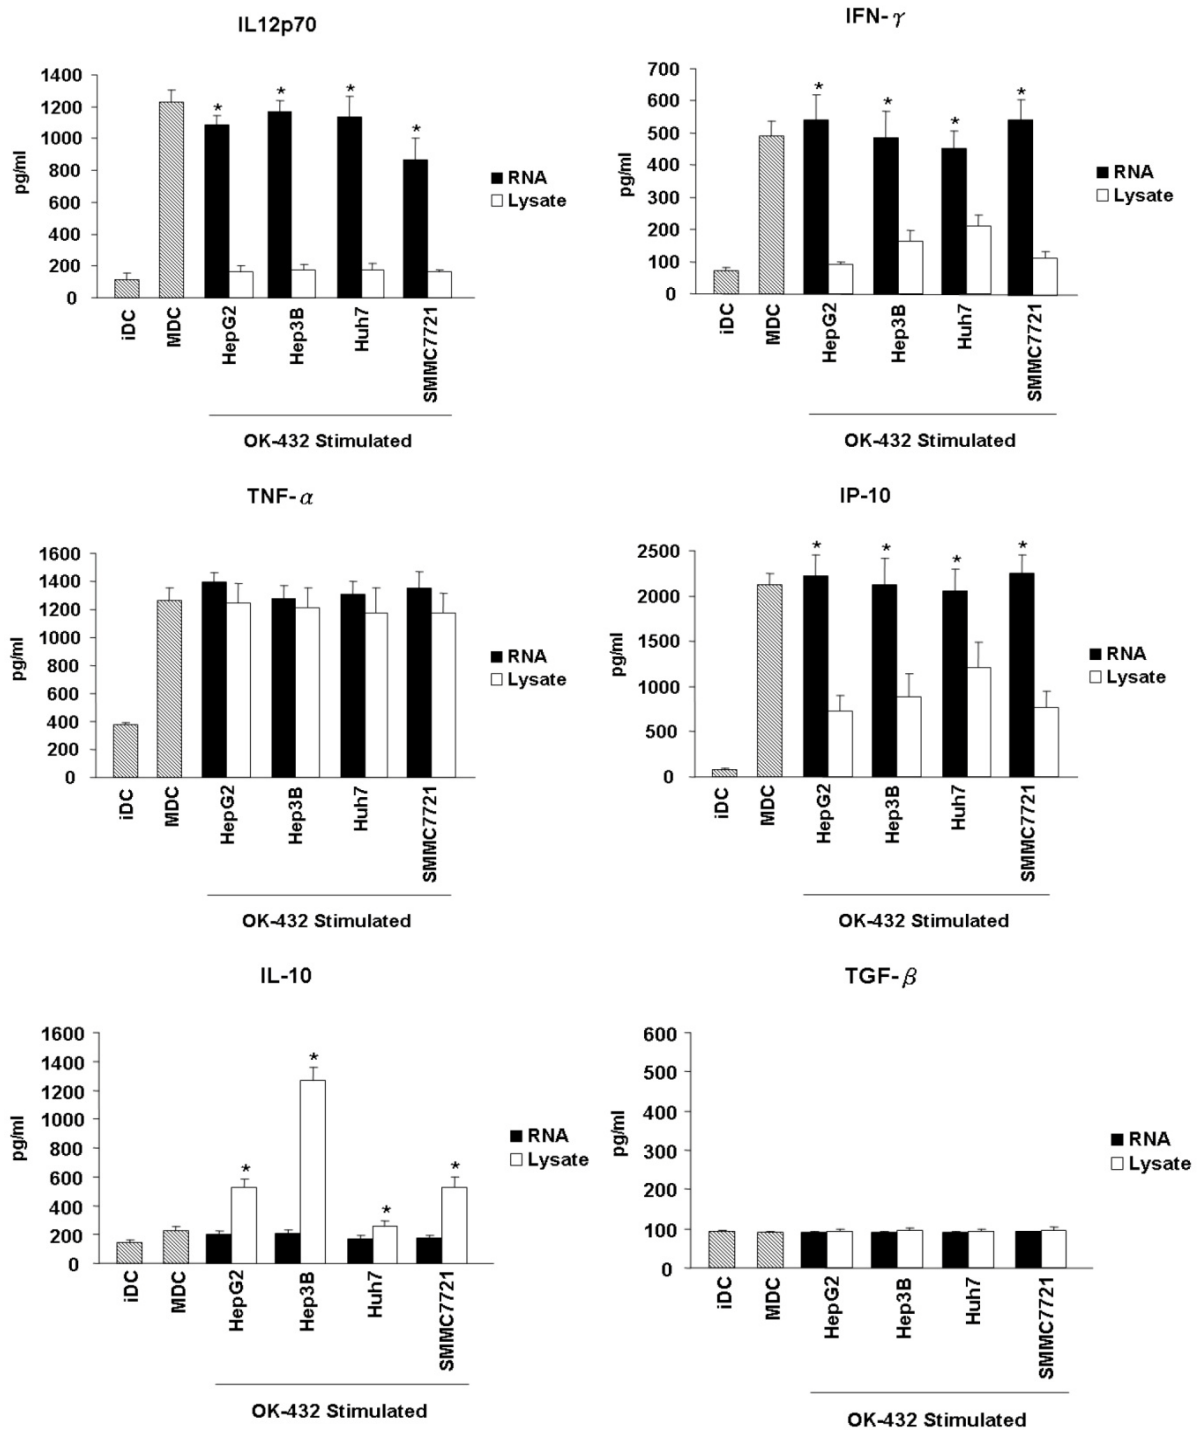 IL12p70
1400
1200
1000
800
600
400
200
0
pg/ml
*
*
*
*
RNA
Lysate
iDC
MDC
HepG2
Hep3B
Huh7
SMMC7721
OK-432 Stimulated
IFN-γ
700
600
500
400
300
200
100
0
pg/ml
*
*
*
*
RNA
Lysate
iDC
MDC
HepG2
Hep3B
Huh7
SMMC7721
OK-432 Stimulated
TNF-α
1600
1400
1200
1000
800
600
400
200
0
pg/ml
RNA
Lysate
iDC
MDC
HepG2
Hep3B
Huh7
SMMC7721
OK-432 Stimulated
IP-10
2500
2000
1500
1000
500
0
pg/ml
*
*
*
*
RNA
Lysate
iDC
MDC
HepG2
Hep3B
Huh7
SMMC7721
OK-432 Stimulated
IL-10
1600
1400
1200
1000
800
600
400
200
0
pg/ml
*
*
*
*
RNA
Lysate
iDC
MDC
HepG2
Hep3B
Huh7
SMMC7721
OK-432 Stimulated
TGF-β
600
500
400
300
200
100
0
pg/ml
RNA
Lysate
iDC
MDC
HepG2
Hep3B
Huh7
SMMC7721
OK-432 Stimulated